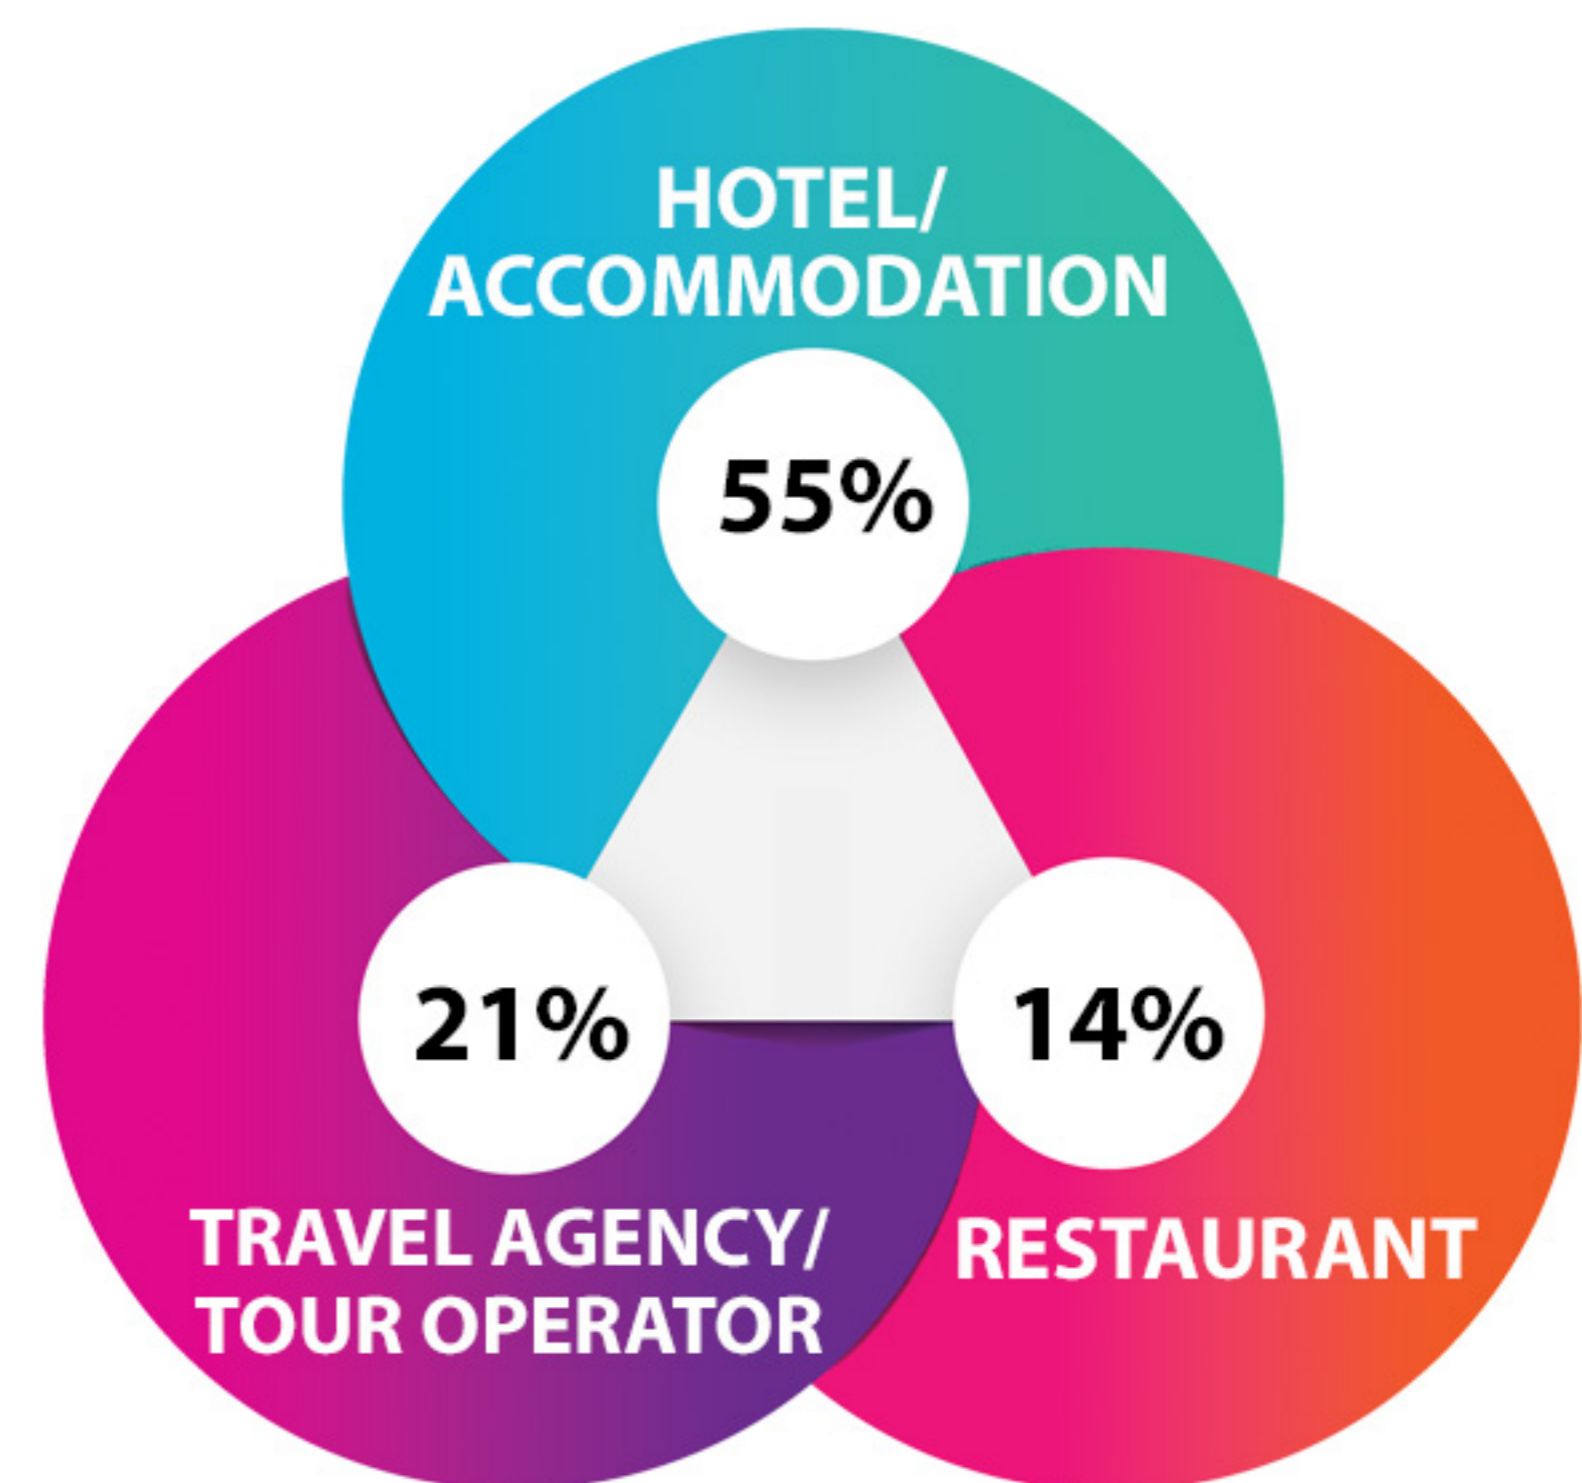 HOTEL/
ACCOMMODATION
55%
21%
14%
TRAVEL AGENCY/
TOUR OPERATOR
RESTAURANT